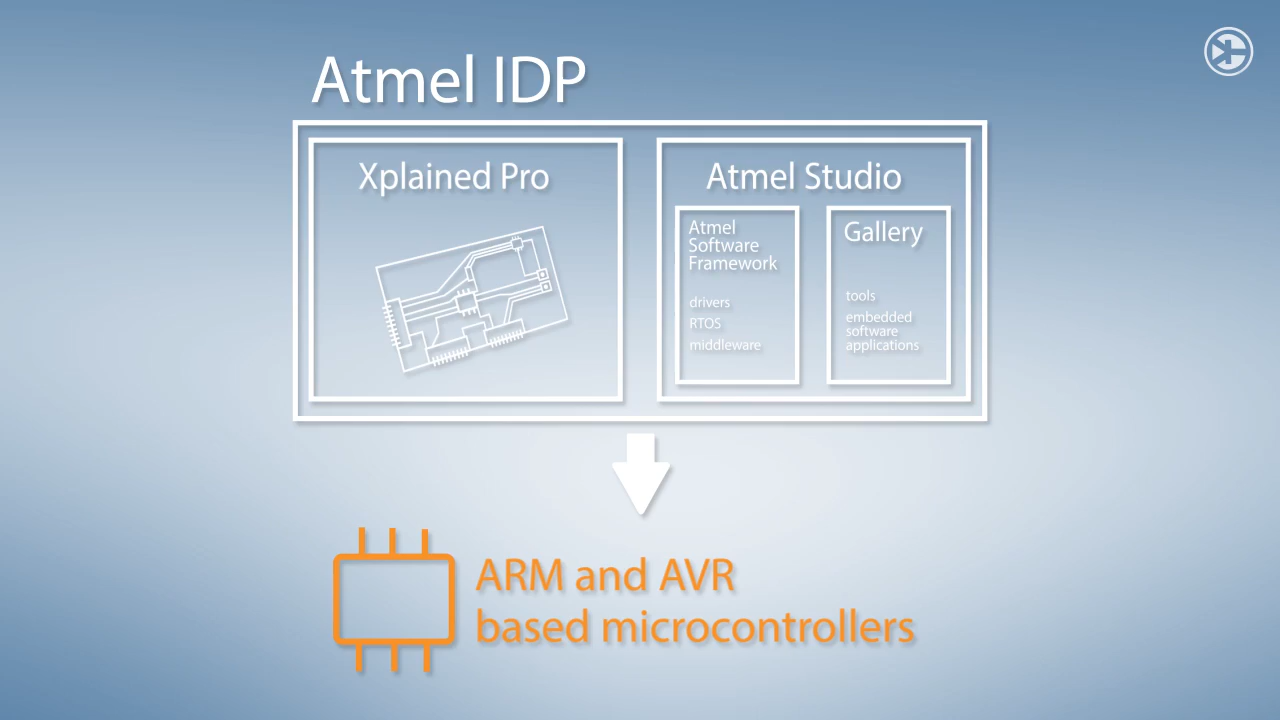 Atmel IDP
Xplained Pro
Atmel Studio
Atmel
Software
Framework
drivers
RTOS
middleware
Gallery
tools
embedded
software
applications
ARM and AVR
based microcontrollers